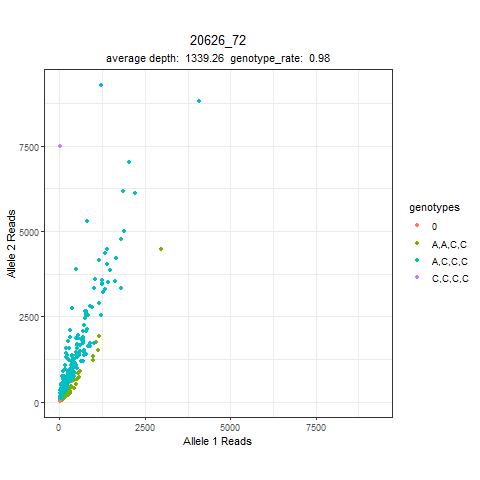 20626_72
average depth:  1339.26  genotype_rate:  0.98
Allele 2 Reads
7500
5000
2500
0
0
2500
5000
7500
Allele 1 Reads
genotypes
0
A,A,C,C
A,C,C,C
C,C,C,C